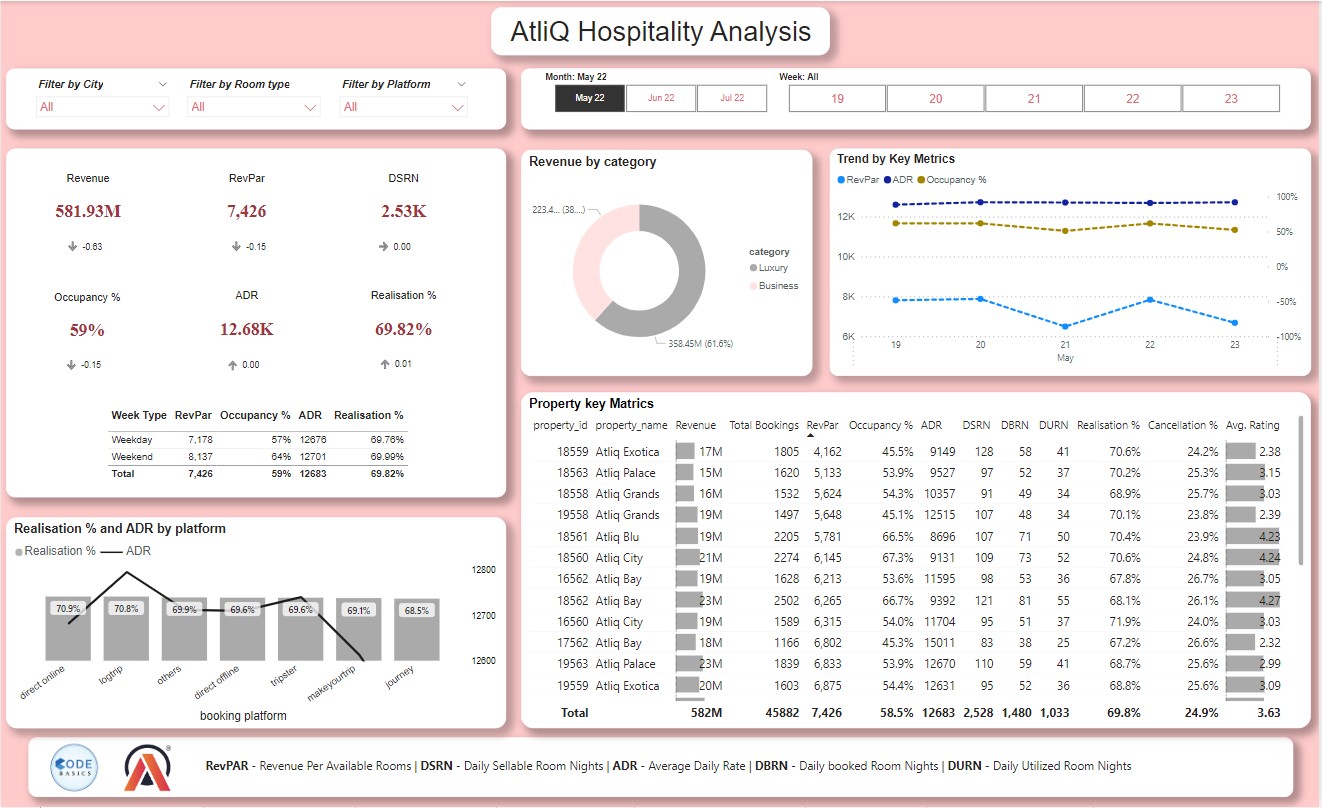 AtliQ Hospitality Analysis
Filter by City
All
Filter by Room type
All
Filter by Platform
All
Month: May 22
May 22 Jun 22 Jul 22
Week: All
19 20 21 22 23
Revenue RevPar DSRN
581.93M 7,426 2.53K
-0.63 -0.15 0.00
Occupancy % ADR Realisation %
59% 12.68K 69.82%
-0.15 0.00 0.01
Week Type RevPar Occupancy % ADR Realisation %
Weekday 7,178 57% 12676 69.76%
Weekend 8,137 64% 12701 69.99%
Total 7,426 59% 12683 69.82%
Revenue by category
223.4... (38....)
358.45M (61.6%)
category
Luxury
Business
Trend by Key Metrics
RevPar ADR Occupancy %
12K
10K
8K
6K
100%
50%
0%
-50%
-100%
19 20 21 22 23
May
Realisation % and ADR by platform
Realisation % ADR
12800
12700
12600
70.9% 70.8% 69.9% 69.6% 69.6% 69.1% 68.5%
direct online logtrip others direct offline tripster makeyourtrip journey
booking platform
Property key Matrics
property_id property_name Revenue Total Bookings RevPar Occupancy % ADR DSRN DBRN DURN Realisation % Cancellation % Avg. Rating
18559 Atliq Exotica 17M 1805 4,162 45.5% 9149 128 58 41 70.6% 24.2% 2.38
18563 Atliq Palace 15M 1620 5,133 53.9% 9527 97 52 37 70.2% 25.3% 3.15
18558 Atliq Grands 16M 1532 5,624 54.3% 10357 91 49 34 68.9% 25.7% 3.03
19558 Atliq Grands 19M 1497 5,648 45.1% 12515 107 48 34 70.1% 23.8% 2.39
18561 Atliq Blu 19M 2205 5,781 66.5% 8696 107 71 50 70.4% 23.9% 4.23
18560 Atliq City 21M 2274 6,145 67.3% 9131 109 73 52 70.6% 24.8% 4.24
16562 Atliq Bay 19M 1628 6,213 53.6% 11595 98 53 36 67.8% 26.7% 3.05
18562 Atliq Bay 23M 2502 6,265 66.7% 9392 121 81 55 68.1% 26.1% 4.27
16560 Atliq City 19M 1589 6,315 54.0% 11704 95 51 37 71.9% 24.0% 3.03
17562 Atliq Bay 18M 1166 6,802 45.3% 15011 83 38 25 67.2% 26.6% 2.32
19563 Atliq Palace 23M 1839 6,833 53.9% 12670 110 59 41 68.7% 25.6% 2.99
19559 Atliq Exotica 20M 1603 6,875 54.4% 12631 95 52 36 68.8% 25.6% 3.09
Total 582M 45882 7,426 58.5% 12683 2,528 1,480 1,033 69.8% 24.9% 3.63
CODE
BASICS
®
RevPAR - Revenue Per Available Rooms | DSRN - Daily Sellable Room Nights | ADR - Average Daily Rate | DBRN - Daily booked Room Nights | DURN - Daily Utilized Room Nights